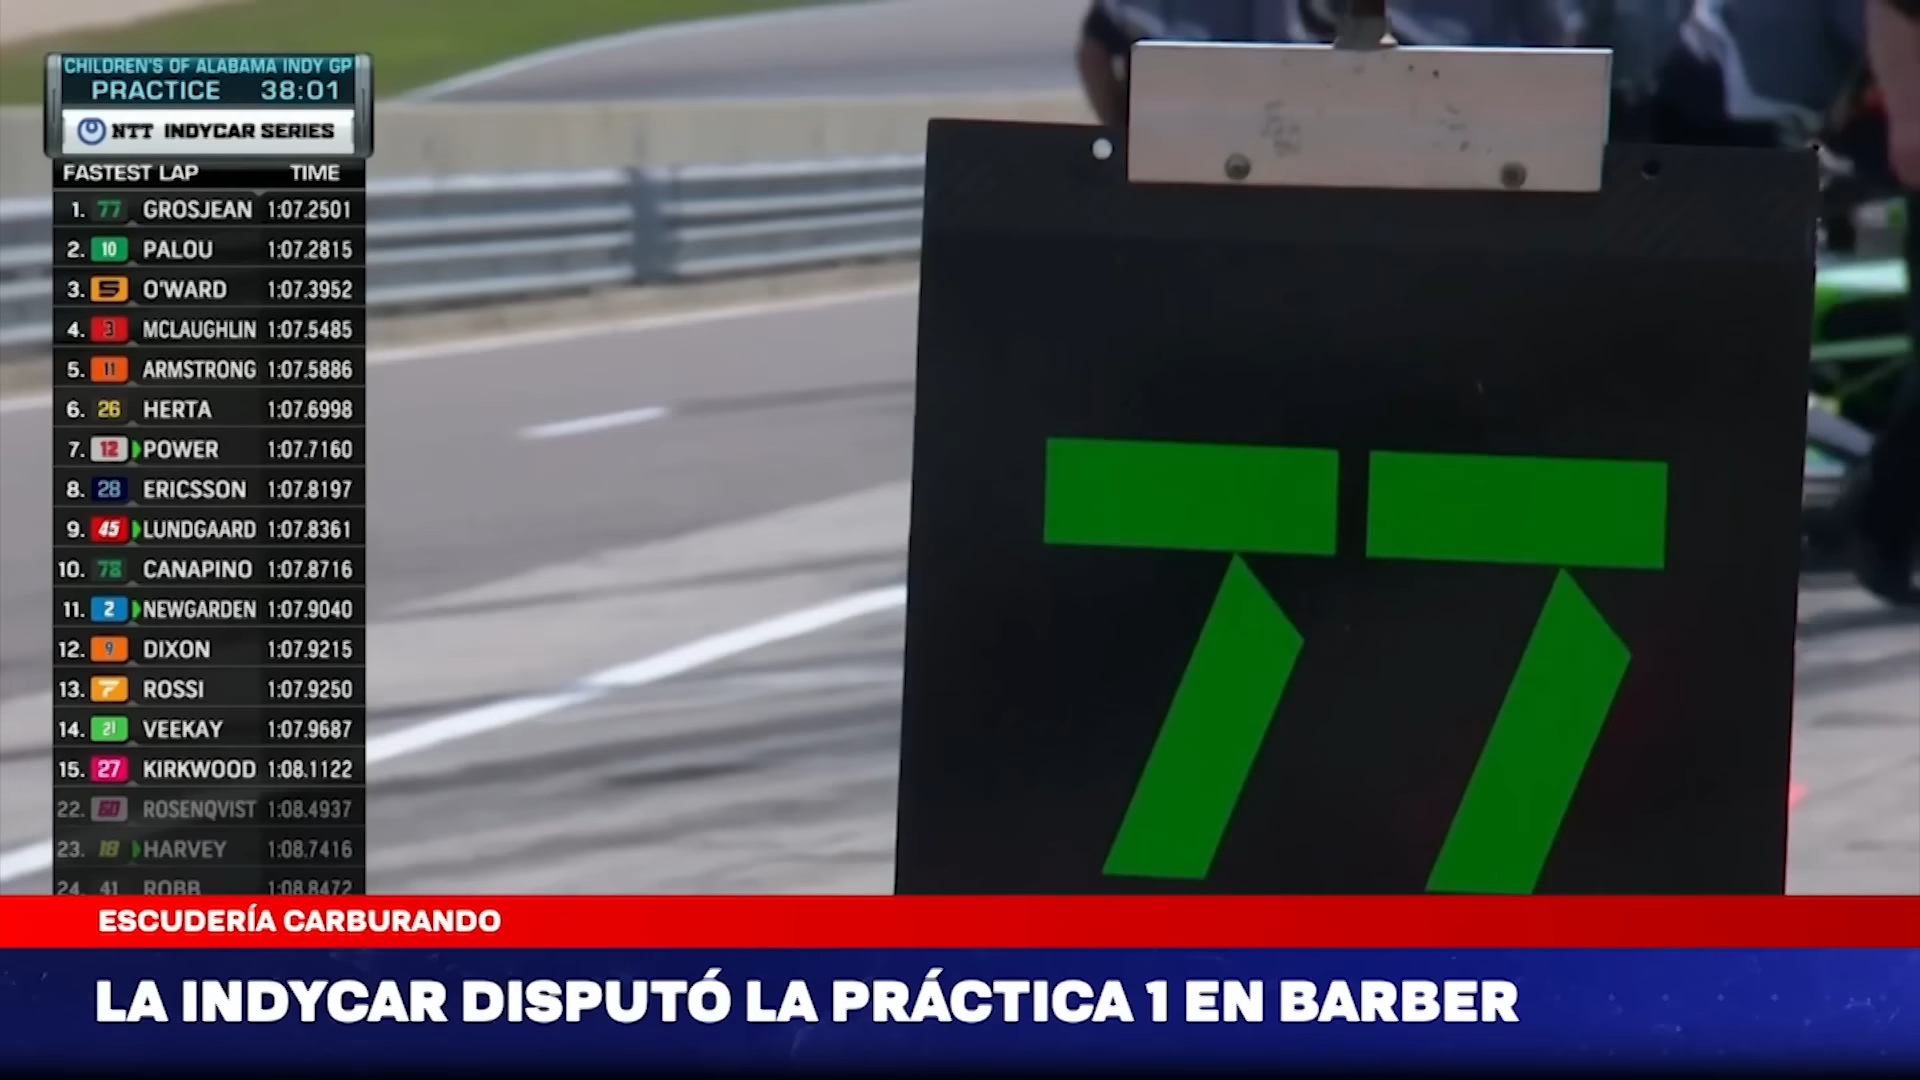 CHILDREN'S OF ALABAMA INDY GP
PRACTICE 38:01
NTT INDYCAR SERIES
FASTEST LAP TIME
1. 77 GROSJEAN 1:07.2501
2. 10 PALOU 1:07.2815
3. 5 O'WARD 1:07.3952
4. 3 MCLAUGHLIN 1:07.5485
5. 11 ARMSTRONG 1:07.5886
6. 26 HERTA 1:07.6998
7. 12 POWER 1:07.7160
8. 28 ERICSSON 1:07.8197
9. 45 LUNDGAARD 1:07.8361
10. 78 CANAPINO 1:07.8716
11. 2 NEWGARDEN 1:07.9040
12. 9 DIXON 1:07.9215
13. 7 ROSSI 1:07.9250
14. 21 VEEKAY 1:07.9687
15. 27 KIRKWOOD 1:08.1122
22. 60 ROSENQVIST 1:08.4937
23. 18 HARVEY 1:08.7416
24. 41 ROBB 1:08.8472
77
ESCUDERÍA CARBURANDO
LA INDYCAR DISPUTÓ LA PRÁCTICA 1 EN BARBER